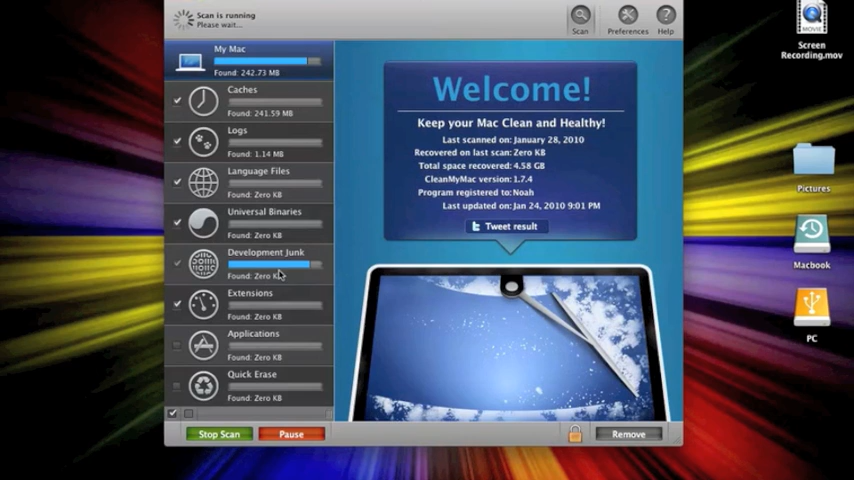 Scan is running
Please wait...
Scan
Preferences
Help
MOVIE
Screen
Recording.mov
My Mac
Found: 242.73 MB
Caches
Found: 241.59 MB
Logs
Found: 1.14 MB
Language Files
Found: Zero KB
Universal Binaries
Found: Zero KB
Development Junk
Found: Zero
Extensions
Found: Zero KB
Applications
Found: Zero KB
Quick Erase
Found: Zero KB
Stop Scan
Pause
Welcome!
Keep your Mac Clean and Healthy!
Last scanned on: January 28, 2010
Recovered on last scan: Zero KB
Total space recovered: 4.58 GB
CleanMyMac version: 1.7.4
Program registered to: Noah
Last updated on: Jan 24, 2010 9:01 PM
t Tweet result
Remove
Pictures
Macbook
PC